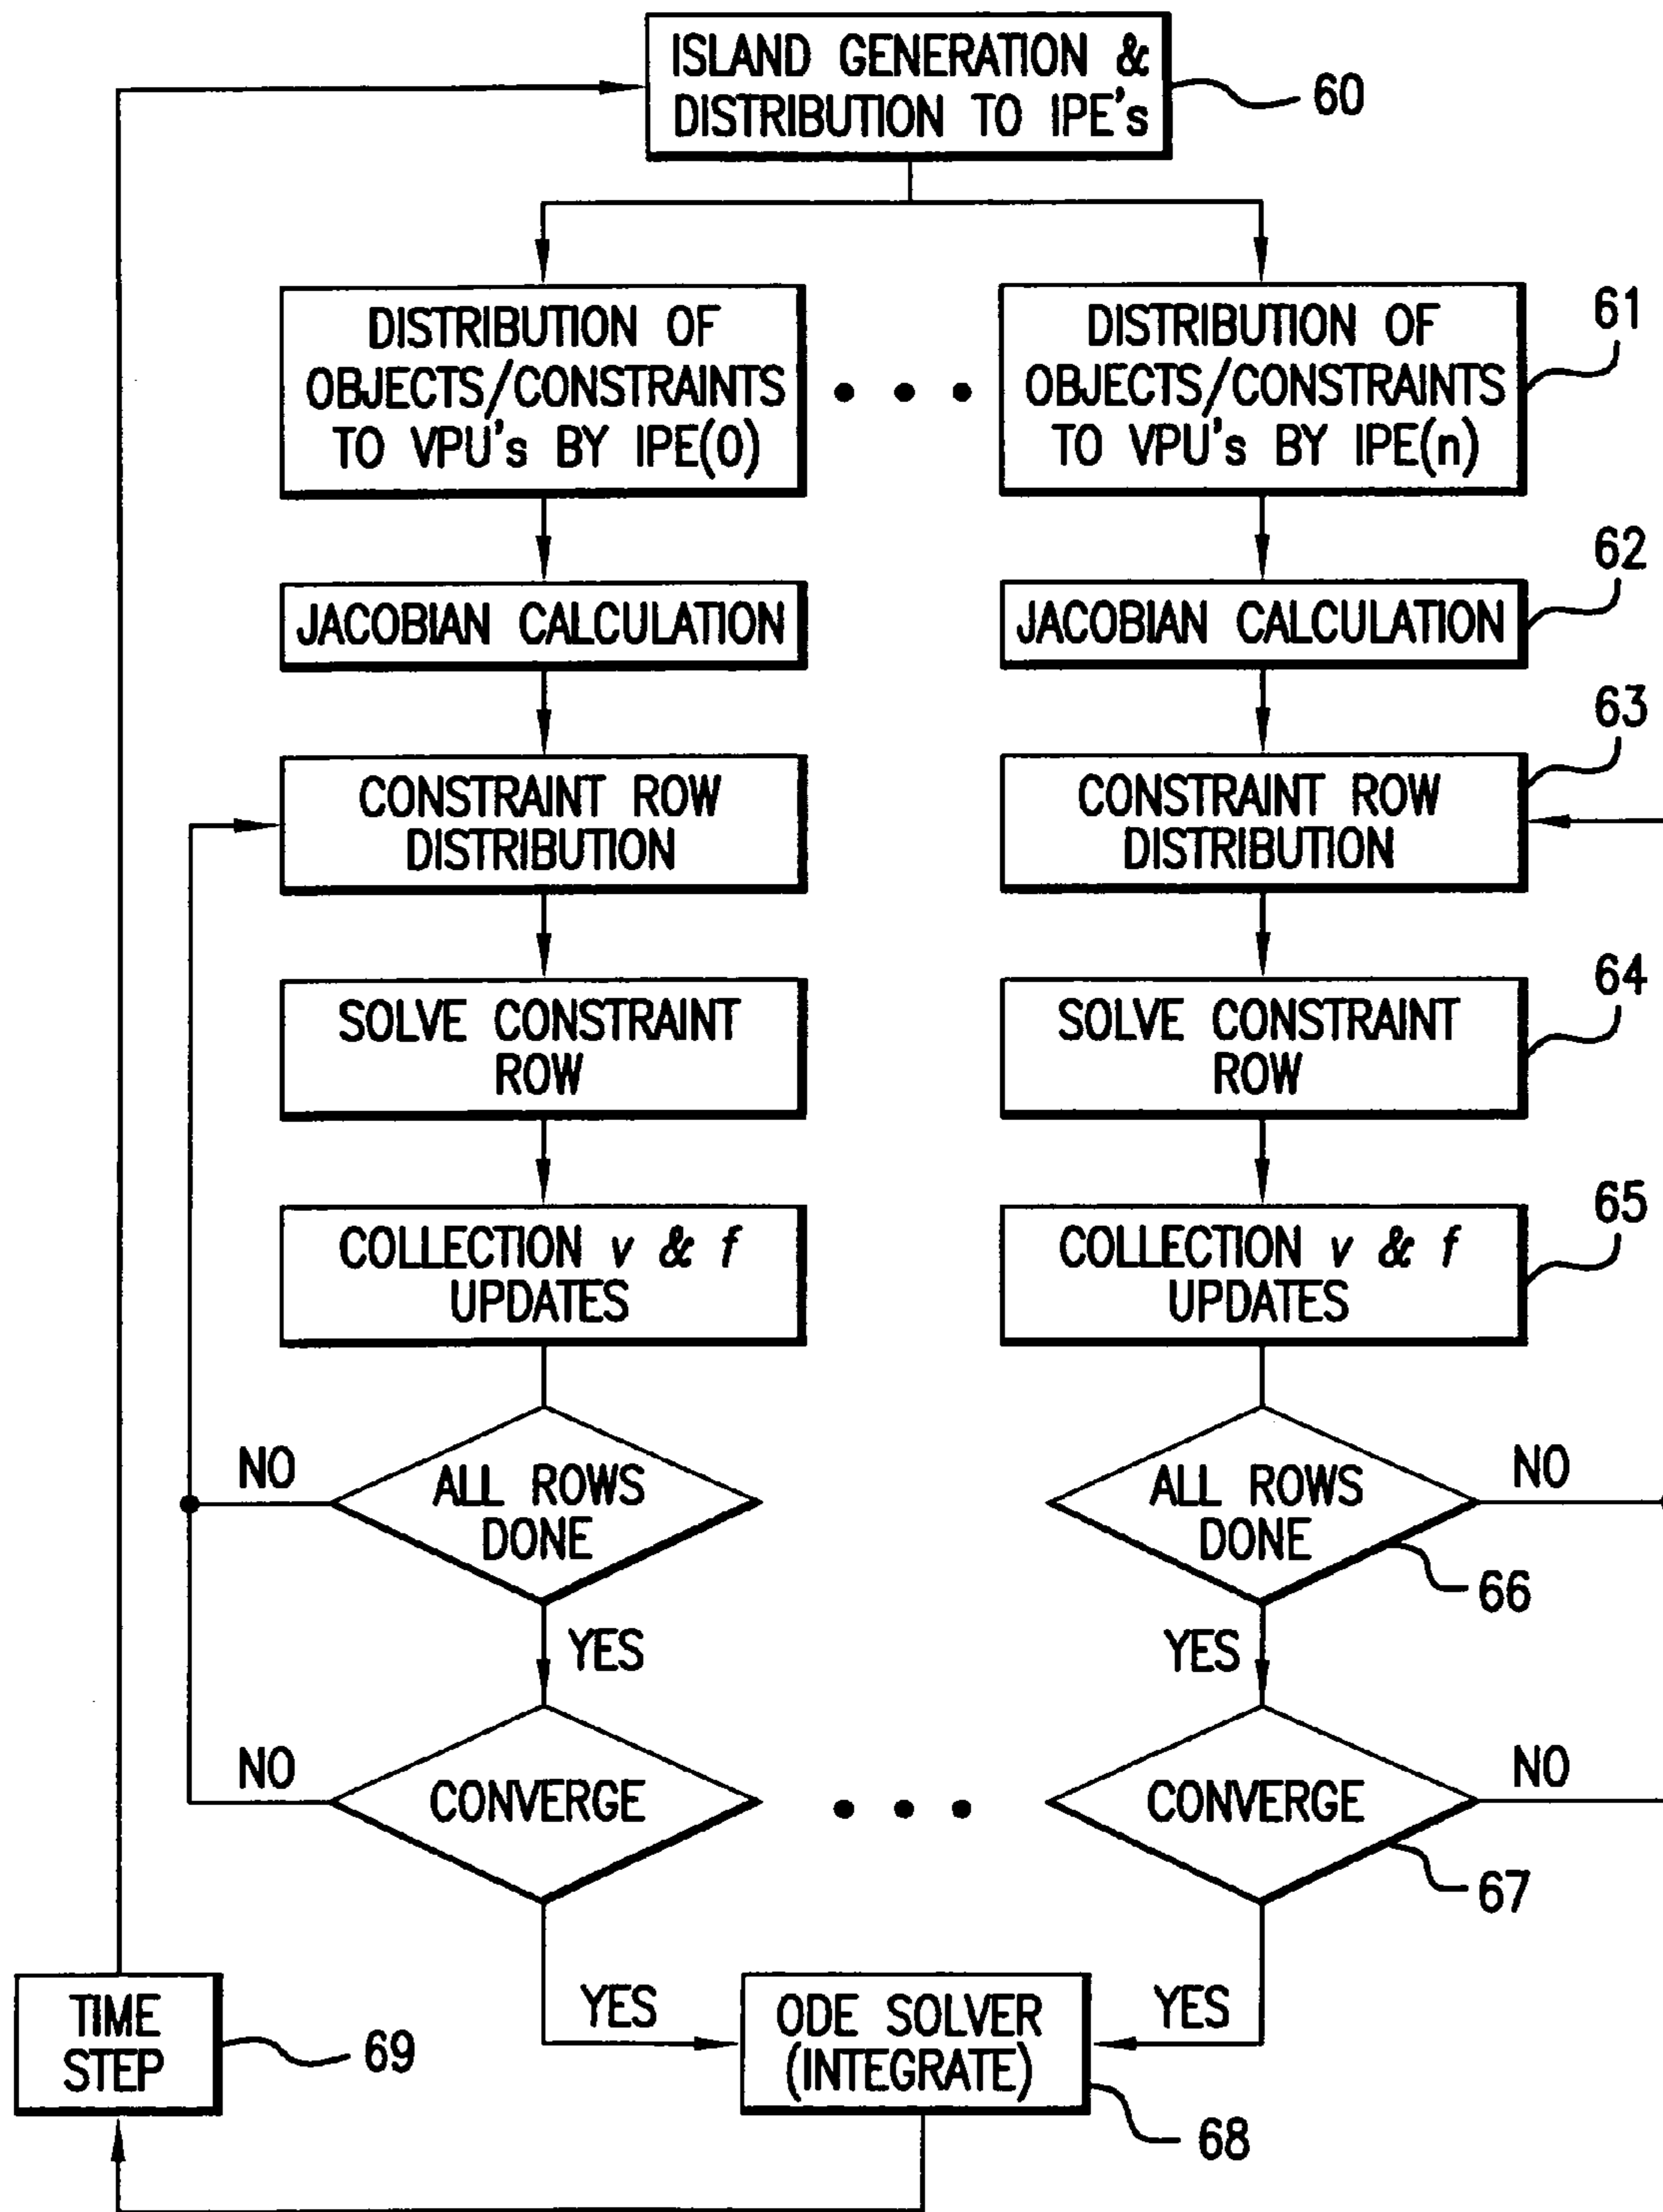 ISLAND GENERATION &
DISTRIBUTION TO IPE's
60
DISTRIBUTION OF
OBJECTS/CONSTRAINTS
TO VPU's BY IPE(0)
DISTRIBUTION OF
OBJECTS/CONSTRAINTS
TO VPU's BY IPE(n)
61
JACOBIAN CALCULATION
JACOBIAN CALCULATION
62
CONSTRAINT ROW
DISTRIBUTION
CONSTRAINT ROW
DISTRIBUTION
63
SOLVE CONSTRAINT
ROW
SOLVE CONSTRAINT
ROW
64
COLLECTION v & f
UPDATES
COLLECTION v & f
UPDATES
65
NO
ALL ROWS
DONE
ALL ROWS
DONE
NO
66
YES
YES
NO
CONVERGE
CONVERGE
NO
67
TIME
STEP
69
YES
ODE SOLVER
(INTEGRATE)
YES
68